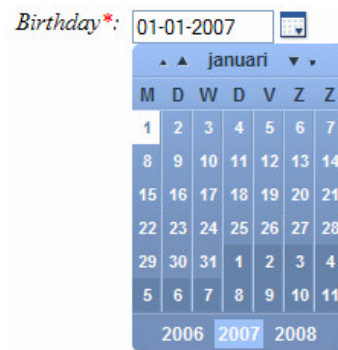 Birthday*: 01-01-2007
januari
M D W D V Z Z
1 2 3 4 5 6 7
8 9 10 11 12 13 14
15 16 17 18 19 20 21
22 23 24 25 26 27 28
29 30 31 1 2 3 4
5 6 7 8 9 10 11
2006 2007 2008